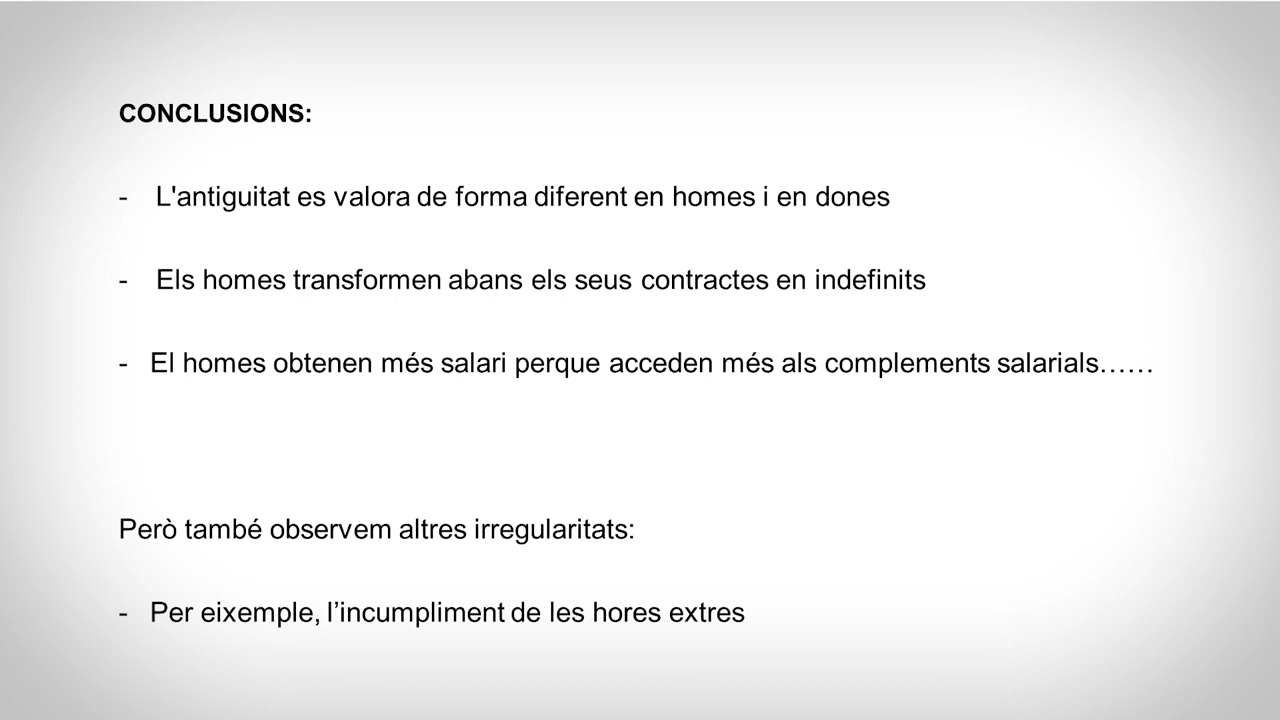 CONCLUSIONS:
- L'antiguitat es valora de forma diferent en homes i en dones
- Els homes transformen abans els seus contractes en indefinits
- El homes obtenen més salari perque acceden més als complements salarials……
Però també observem altres irregularitats:
- Per eixemple, l’incumpliment de les hores extres